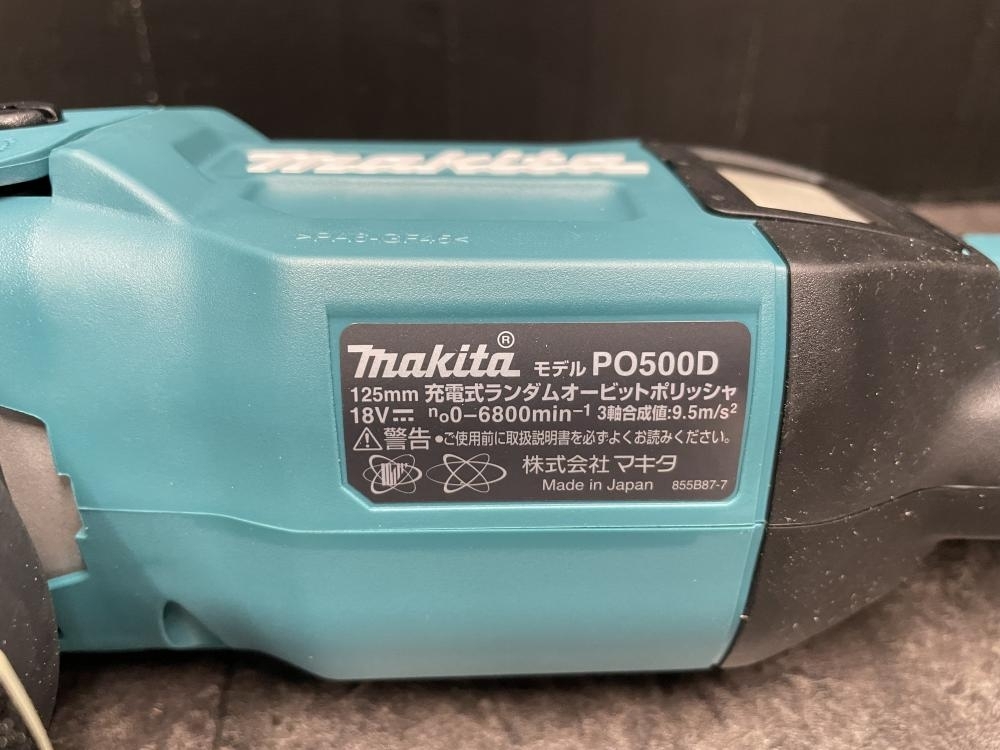 makita
>PA6-GF45<
makita® モデル PO500D
125mm 充電式ランダムオービットポリッシャ
18V⎓ n₀0–6800min⁻¹ 3軸合成値:9.5m/s²
⚠警告 •ご使用前に取扱説明書を必ずよくお読みください。
株式会社 マキタ
Made in Japan 855B87-7